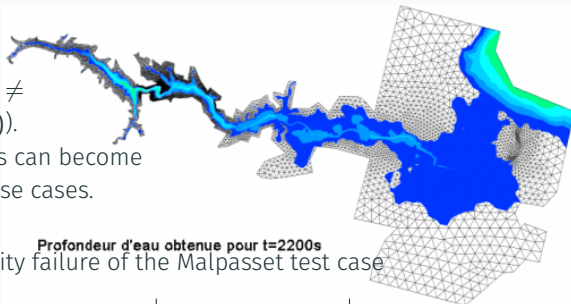 ≠
)).
s can become
se cases.
Profondeur d'eau obtenue pour t=2200s
ity failure of the Malpasset test case